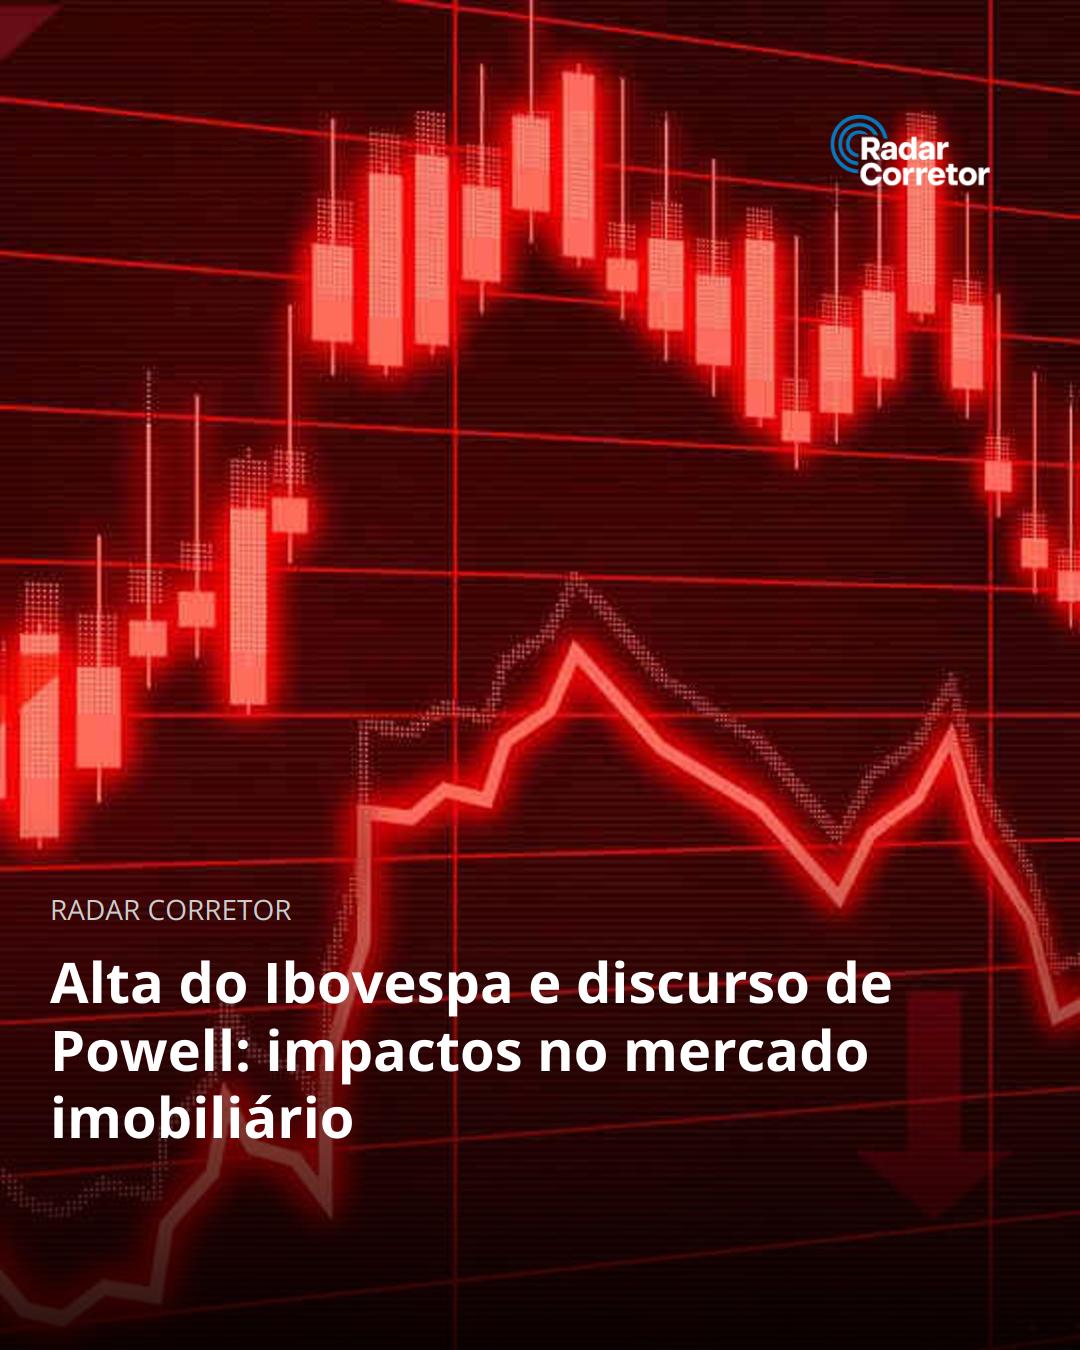 Radar
Corretor
RADAR CORRETOR
Alta do Ibovespa e discurso de
Powell: impactos no mercado
imobiliário